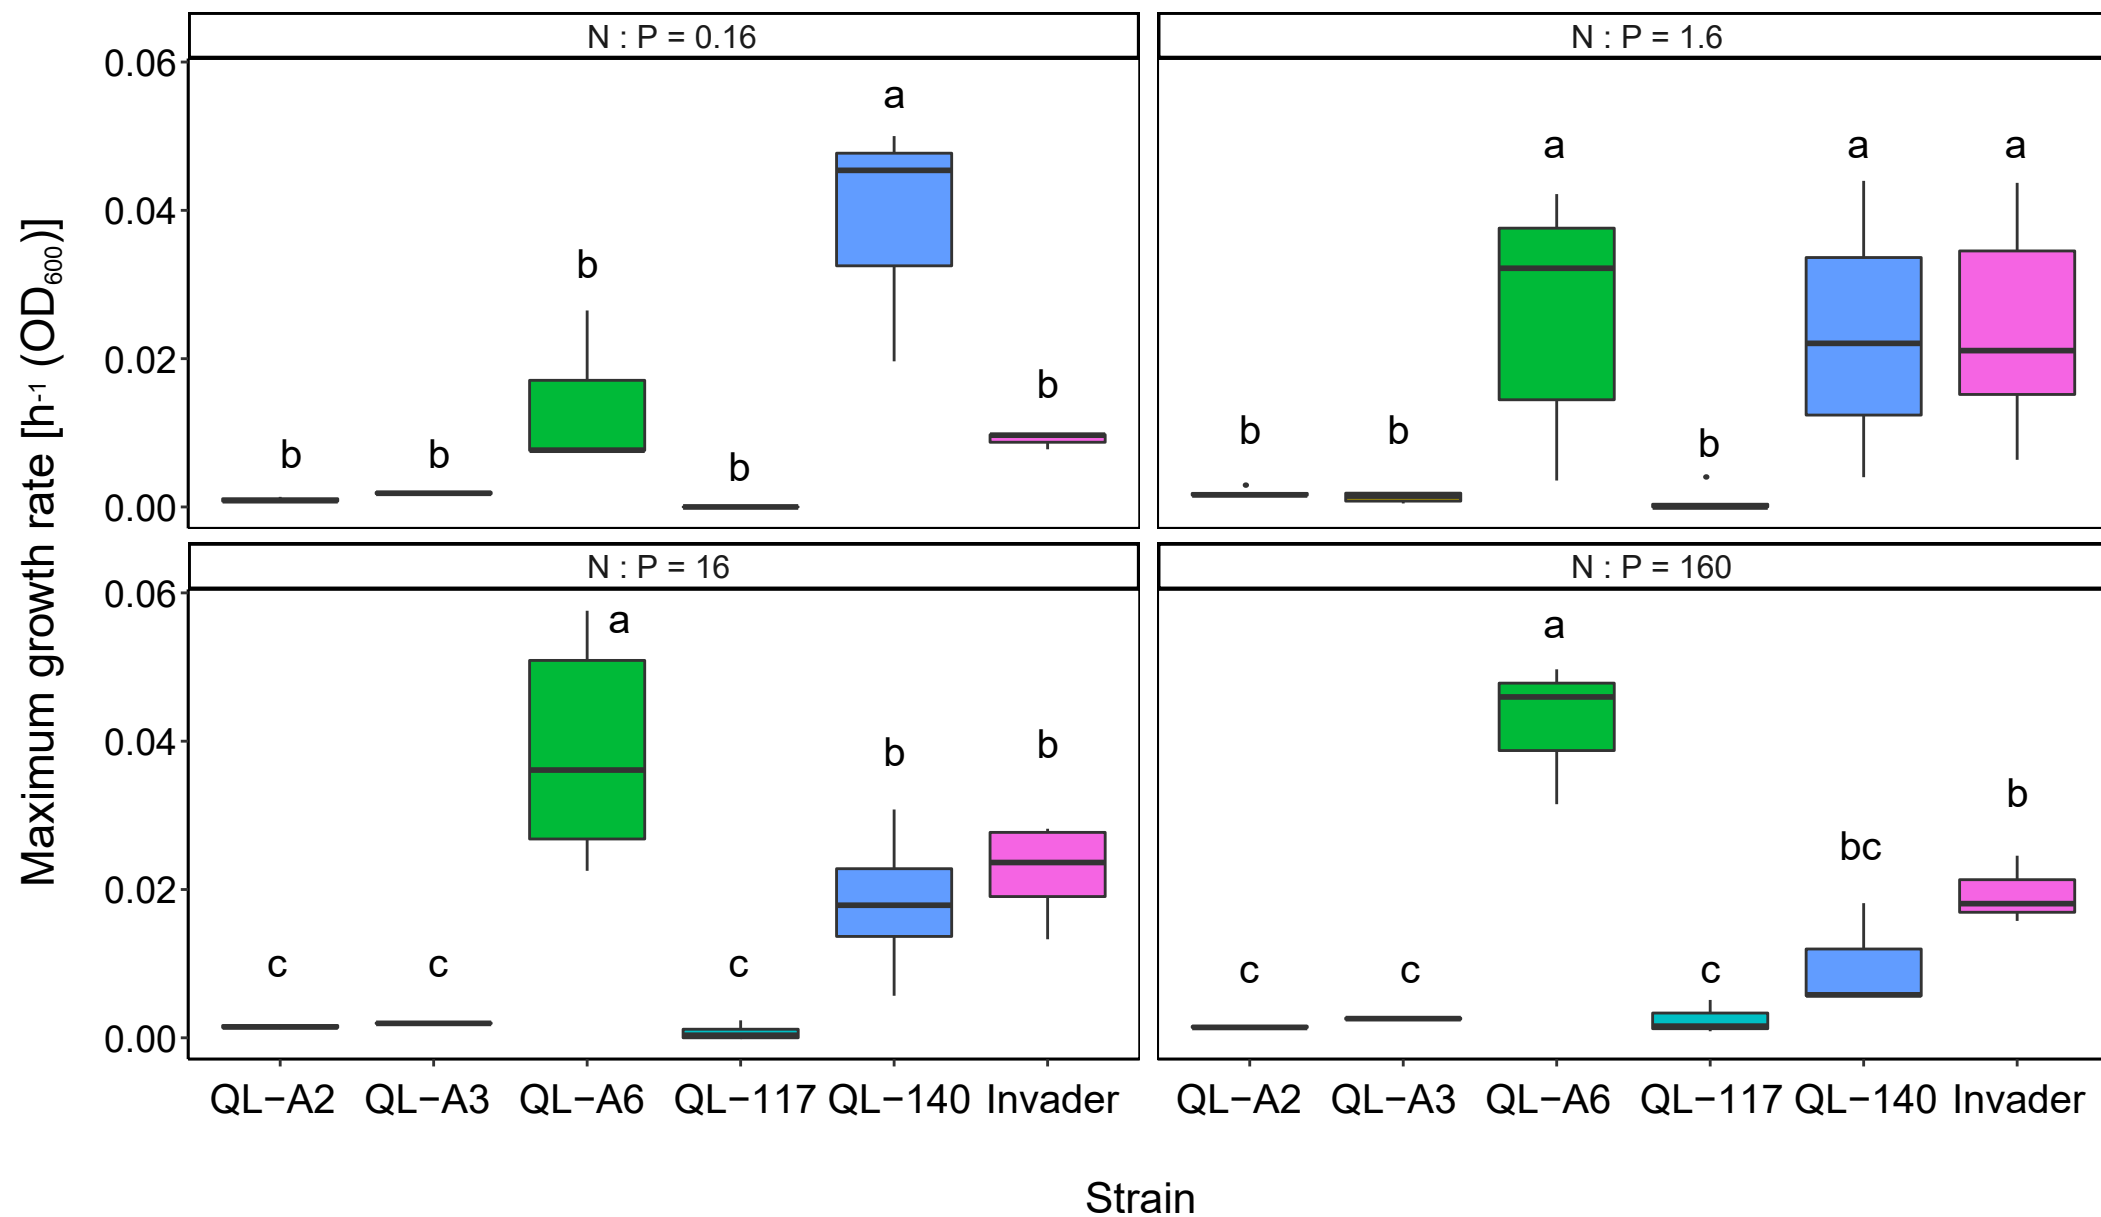 N : P = 0.16
N : P = 1.6
0.06
0.04
0.02
0.00
a
b
b
b
b
b
a
a
a
b
b
b
Maximum growth rate [h-1 (OD600)]
N : P = 16
N : P = 160
0.06
0.04
0.02
0.00
a
b
b
c
c
c
a
b
bc
c
c
c
QL−A2 QL−A3 QL−A6 QL−117 QL−140 Invader
QL−A2 QL−A3 QL−A6 QL−117 QL−140 Invader
Strain